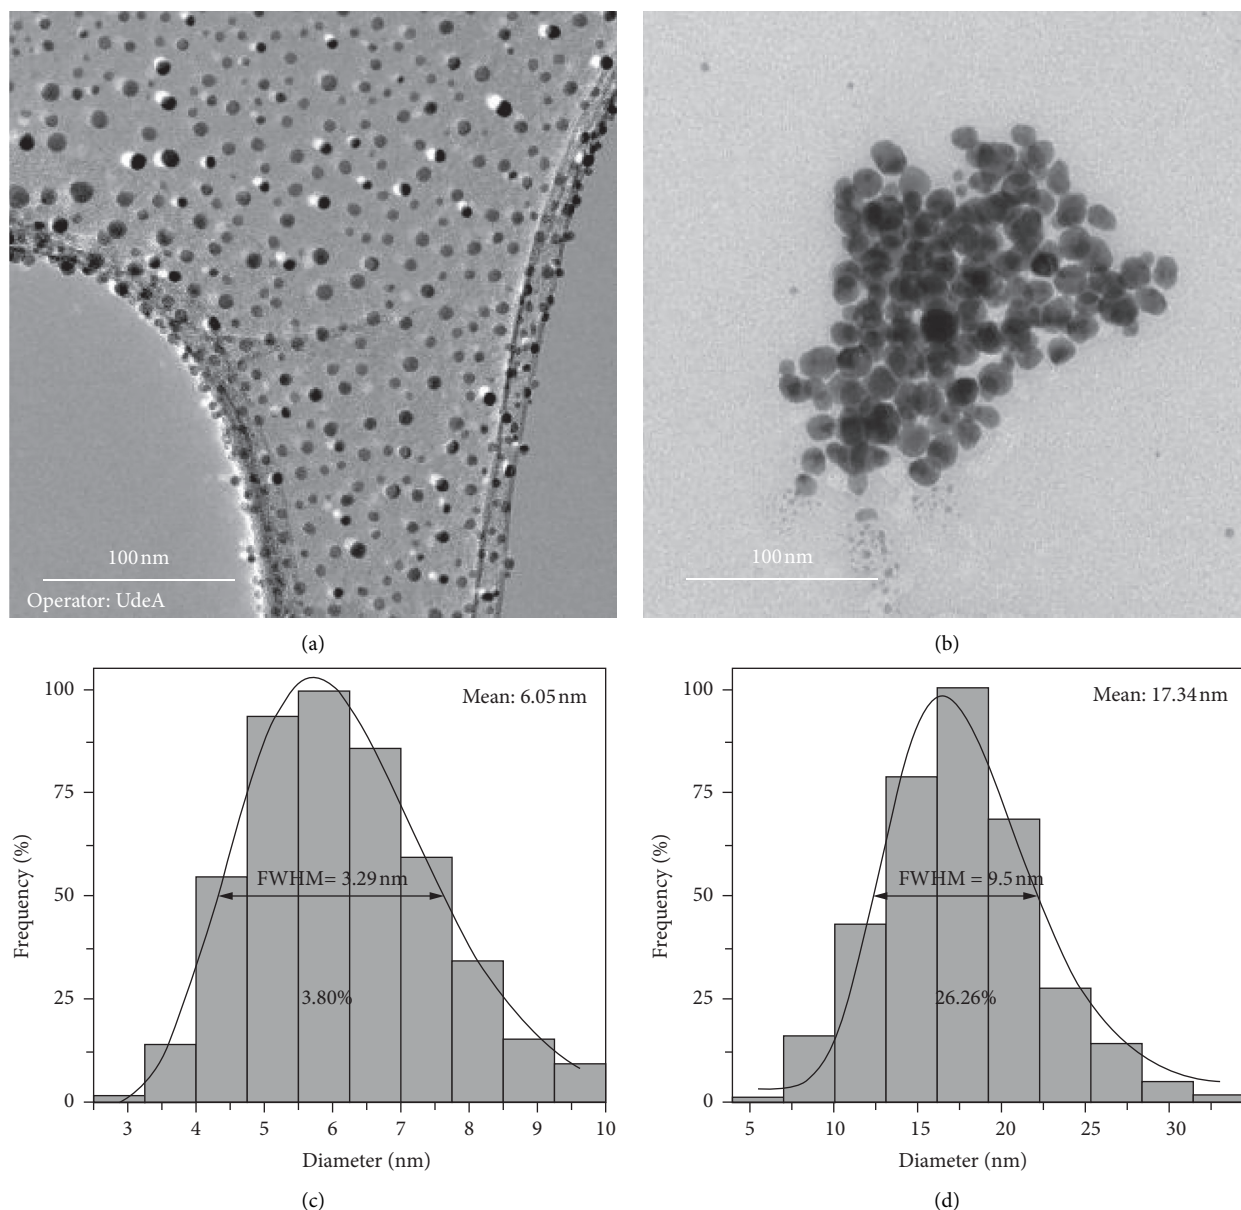 100 nm
Operator: UdeA
100 nm
(a)
(b)
Mean: 6.05 nm
FWHM= 3.29 nm
3.80%
Frequency (%)
100
75
50
25
0
3 4 5 6 7 8 9 10
Diameter (nm)
(c)
Mean: 17.34 nm
FWHM = 9.5 nm
26.26%
Frequency (%)
100
75
50
25
0
5 10 15 20 25 30
Diameter (nm)
(d)